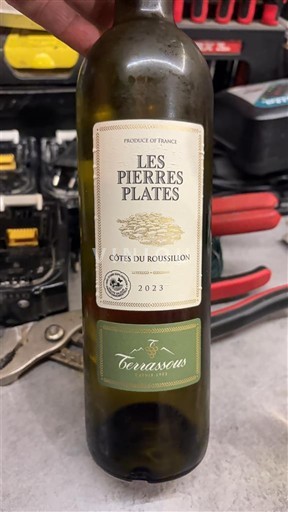 PRODUCE OF FRANCE
LES
PIERRES
PLATES
CÔTES DU ROUSSILLON
2023
Terrassous